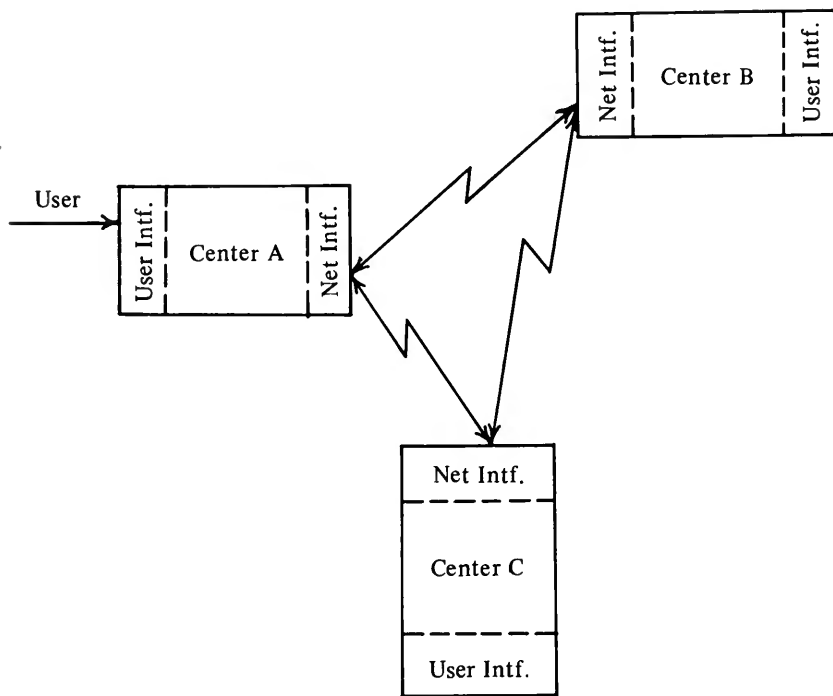 Net Intf.
Center B
User Intf.
User
User Intf.
Center A
Net Intf.
Net Intf.
Center C
User Intf.